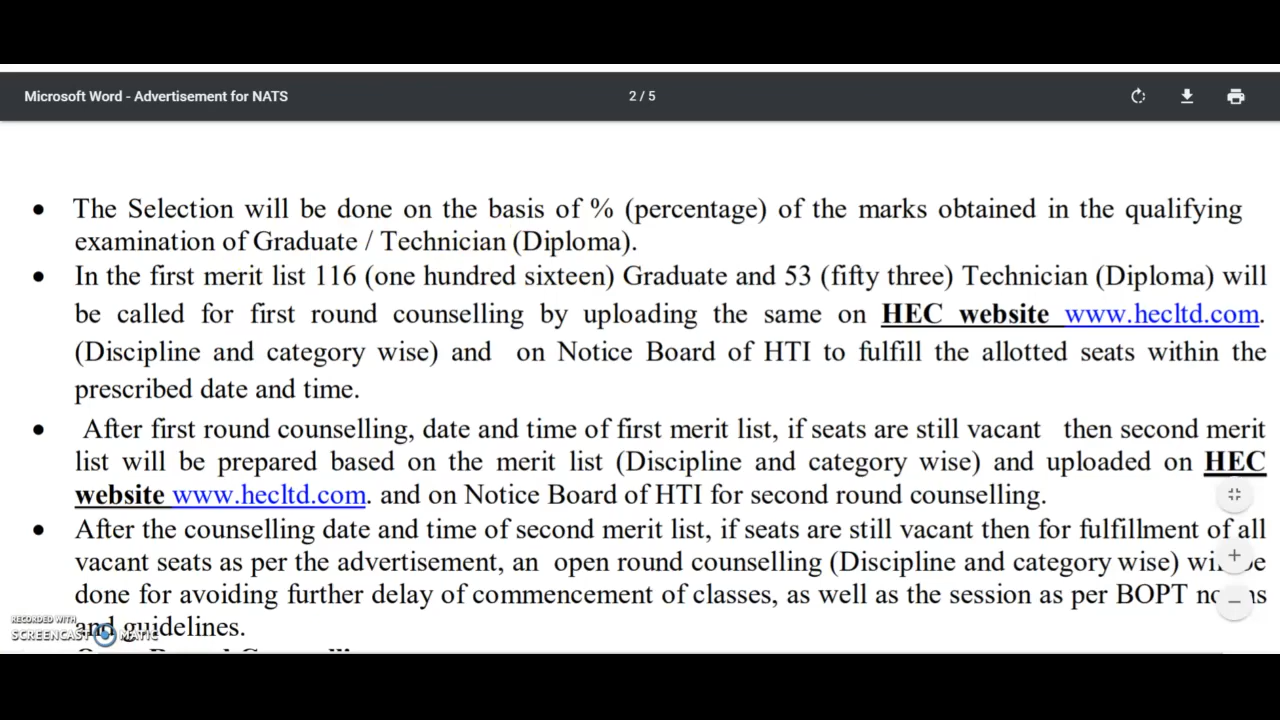 Microsoft Word - Advertisement for NATS 2 / 5
• The Selection will be done on the basis of % (percentage) of the marks obtained in the qualifying
examination of Graduate / Technician (Diploma).
• In the first merit list 116 (one hundred sixteen) Graduate and 53 (fifty three) Technician (Diploma) will
be called for first round counselling by uploading the same on HEC website www.hecltd.com.
(Discipline and category wise) and on Notice Board of HTI to fulfill the allotted seats within the
prescribed date and time.
• After first round counselling, date and time of first merit list, if seats are still vacant then second merit
list will be prepared based on the merit list (Discipline and category wise) and uploaded on HEC
website www.hecltd.com. and on Notice Board of HTI for second round counselling.
• After the counselling date and time of second merit list, if seats are still vacant then for fulfillment of all
vacant seats as per the advertisement, an open round counselling (Discipline and category wise) will be
done for avoiding further delay of commencement of classes, as well as the session as per BOPT norms
and guidelines.
RECORDED WITH
SCREENCAST MATIC